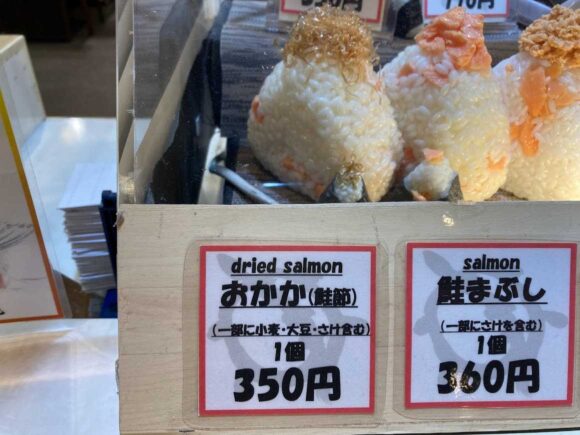 dried salmon
おかか(鮭節)
(一部に小麦・大豆・さけ含む)
1個
350円
salmon
鮭まぶし
(一部にさけを含む)
1個
360円